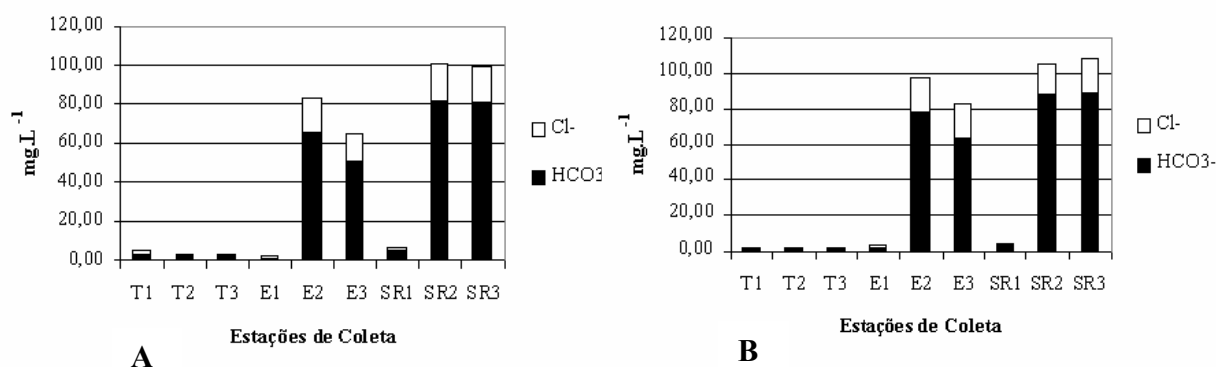 120,00
100,00
80,00
60,00
40,00
20,00
0,00
mg.L-1
T1 T2 T3 E1 E2 E3 SR1 SR2 SR3
Estações de Coleta
Cl-
HCO3
A
120,00
100,00
80,00
60,00
40,00
20,00
0,00
mg.L-1
T1 T2 T3 E1 E2 E3 SR1 SR2 SR3
Estações de Coleta
Cl-
HCO3-
B